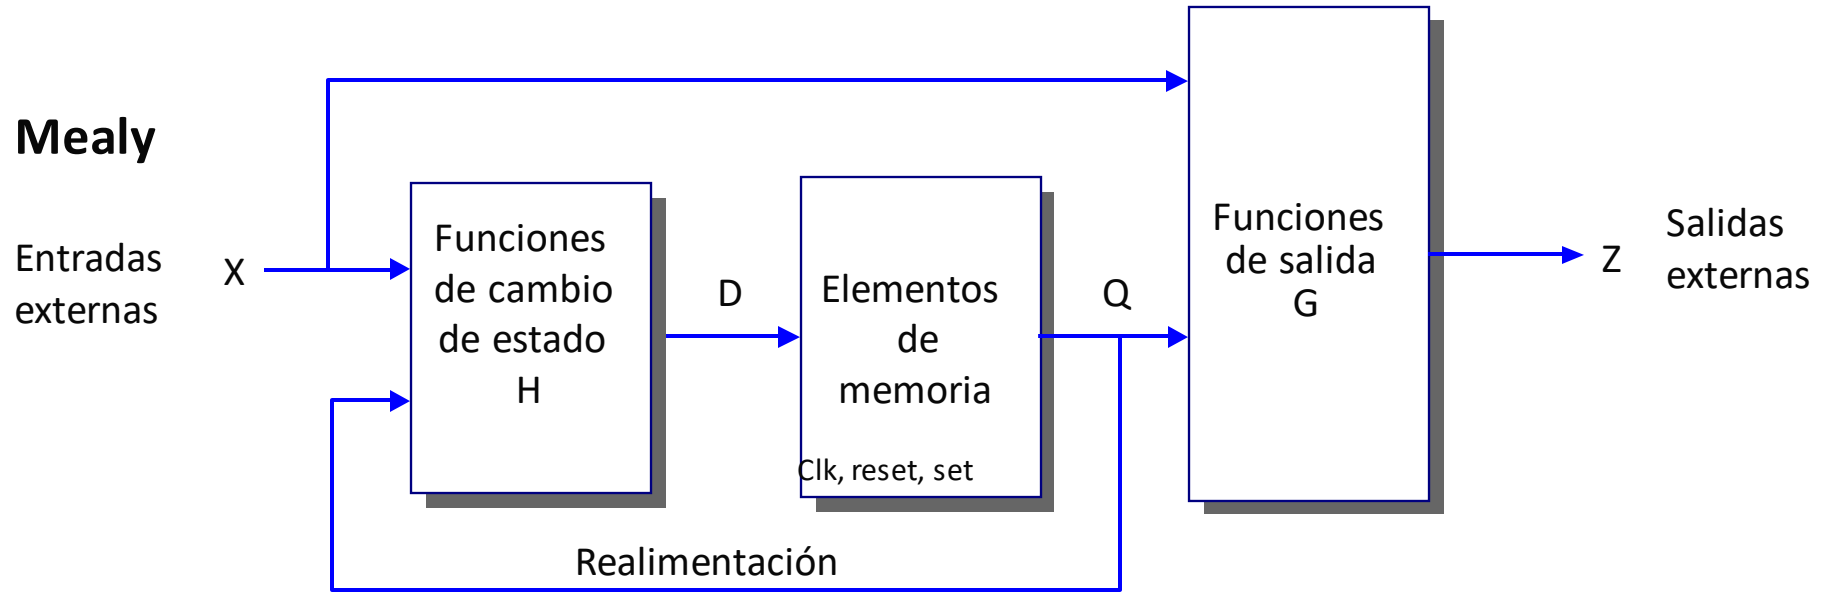 Mealy
Entradas
externas
X
Funciones
de cambio
de estado
H
D
Elementos
de
memoria
Clk, reset, set
Q
Funciones
de salida
G
Z
Salidas
externas
Realimentación